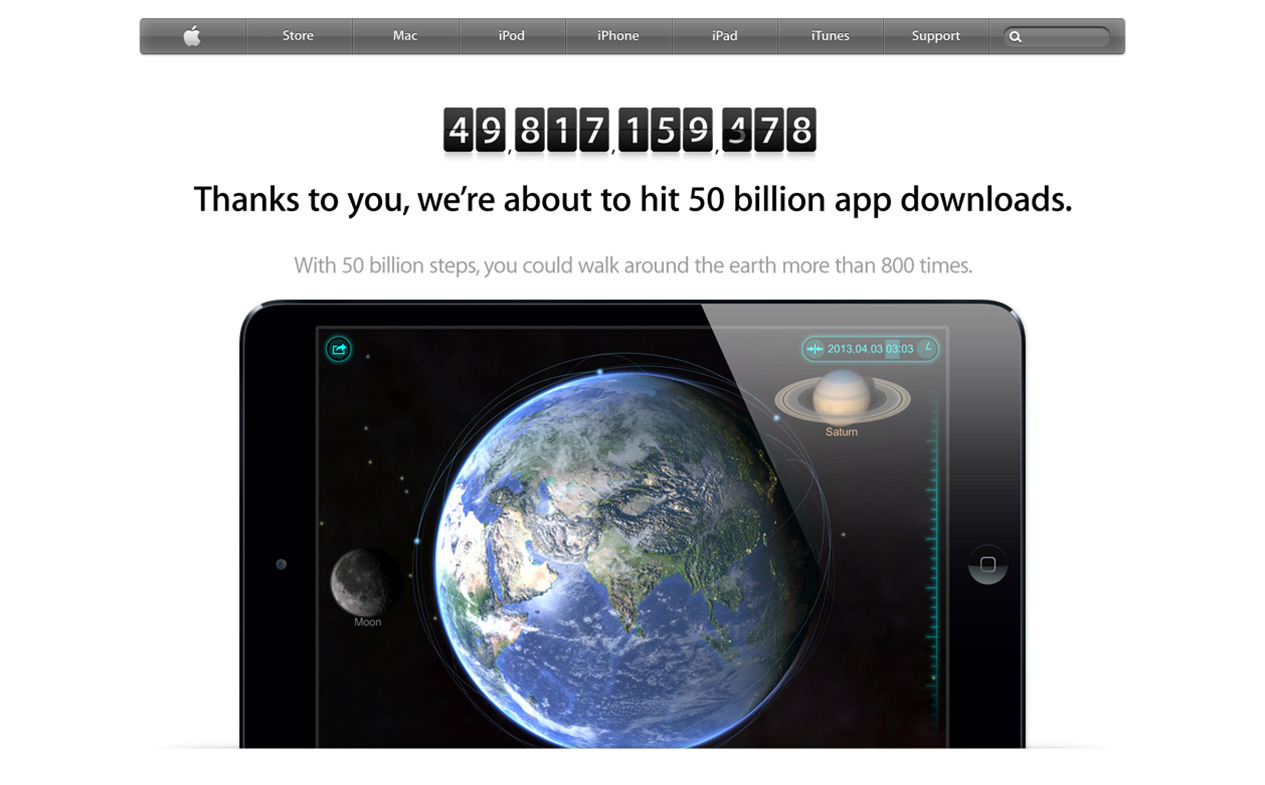 Store Mac iPod iPhone iPad iTunes Support
49,817,159,478
Thanks to you, we’re about to hit 50 billion app downloads.
With 50 billion steps, you could walk around the earth more than 800 times.
2013.04.03 03:03
Saturn
Moon